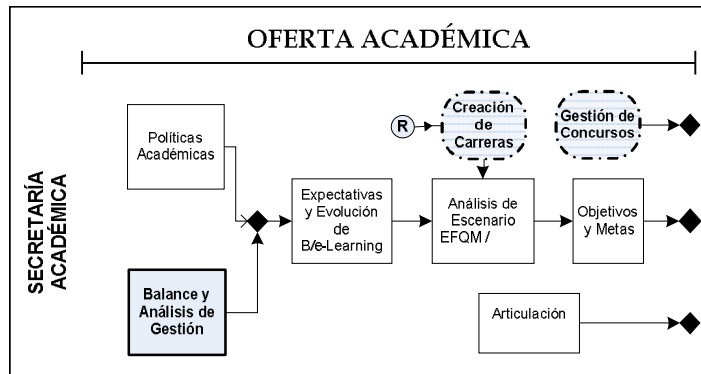 OFERTA ACADÉMICA
SECRETARÍA
ACADÉMICA
Políticas
Académicas
R
Creación
de
Carreras
Gestión de
Concursos
Expectativas
y Evolución
de
B/e-Learning
Análisis de
Escenario
EFQM /
Objetivos
y Metas
Balance y
Análisis de
Gestión
Articulación